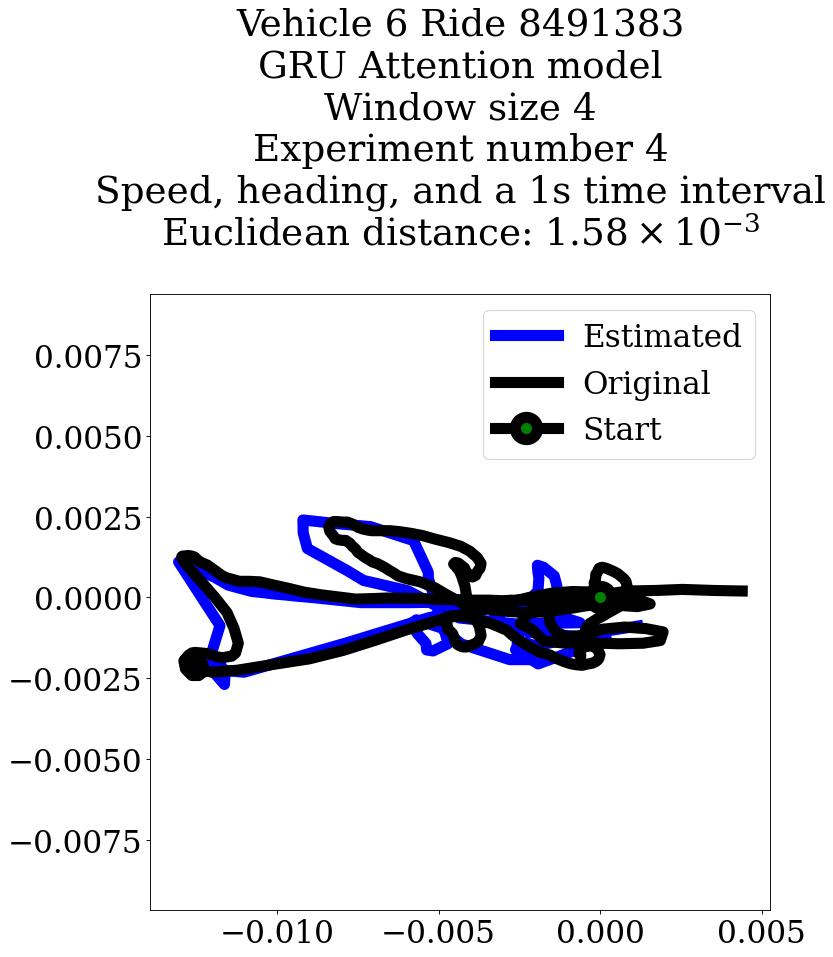 Vehicle 6 Ride 8491383
GRU Attention model
Window size 4
Experiment number 4
Speed, heading, and a 1s time interval
Euclidean distance: 1.58 × 10⁻³
Estimated
Original
Start
0.0075
0.0050
0.0025
0.0000
−0.0025
−0.0050
−0.0075
−0.010 −0.005 0.000 0.005